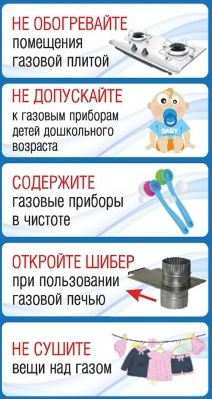 НЕ ОБОГРЕВАЙТЕ
помещения
газовой плитой
НЕ ДОПУСКАЙТЕ
к газовым приборам
детей дошкольного
возраста
BABY
СОДЕРЖИТЕ
газовые приборы
в чистоте
ОТКРОЙТЕ ШИБЕР
при пользовании
газовой печью
НЕ СУШИТЕ
вещи над газом